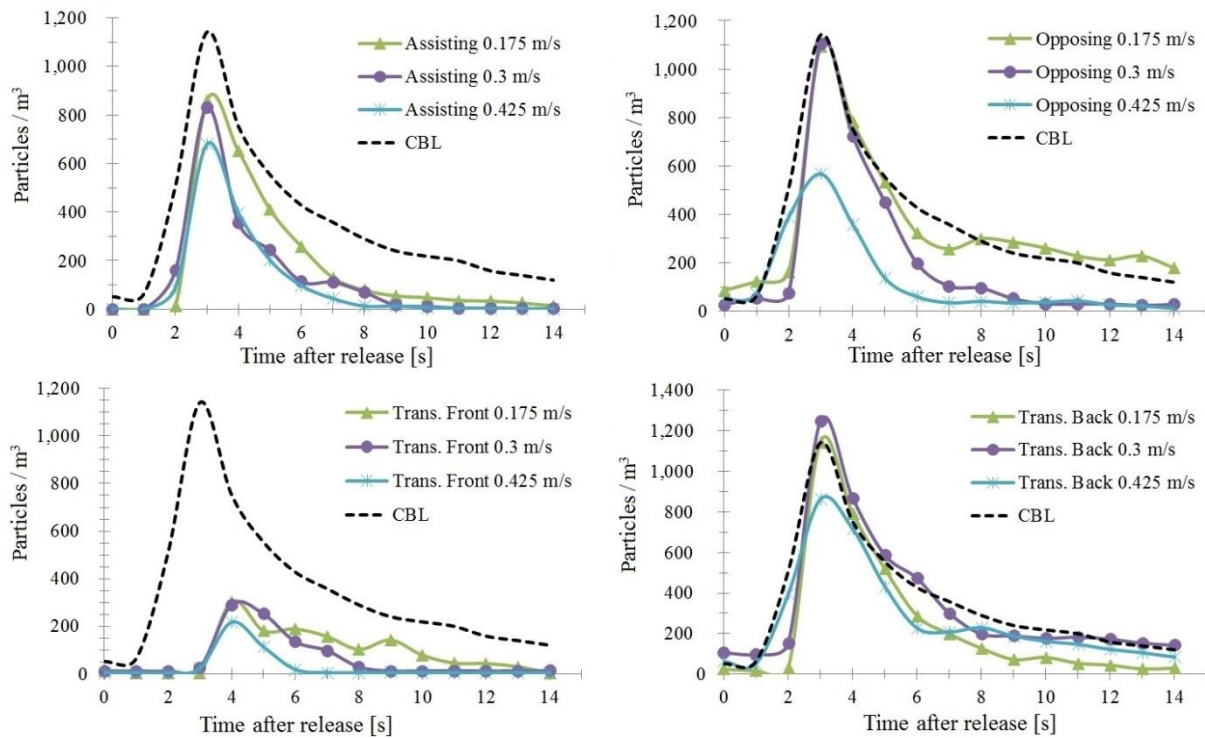 1,200
1,000
800
600
400
200
0
Particles / m³
Assisting 0.175 m/s
Assisting 0.3 m/s
Assisting 0.425 m/s
CBL
0 2 4 6 8 10 12 14
Time after release [s]
1,200
1,000
800
600
400
200
0
Particles / m³
Opposing 0.175 m/s
Opposing 0.3 m/s
Opposing 0.425 m/s
CBL
0 2 4 6 8 10 12 14
Time after release [s]
1,200
1,000
800
600
400
200
0
Particles / m³
Trans. Front 0.175 m/s
Trans. Front 0.3 m/s
Trans. Front 0.425 m/s
CBL
0 2 4 6 8 10 12 14
Time after release [s]
1,400
1,200
1,000
800
600
400
200
0
Particles / m³
Trans. Back 0.175 m/s
Trans. Back 0.3 m/s
Trans. Back 0.425 m/s
CBL
0 2 4 6 8 10 12 14
Time after release [s]